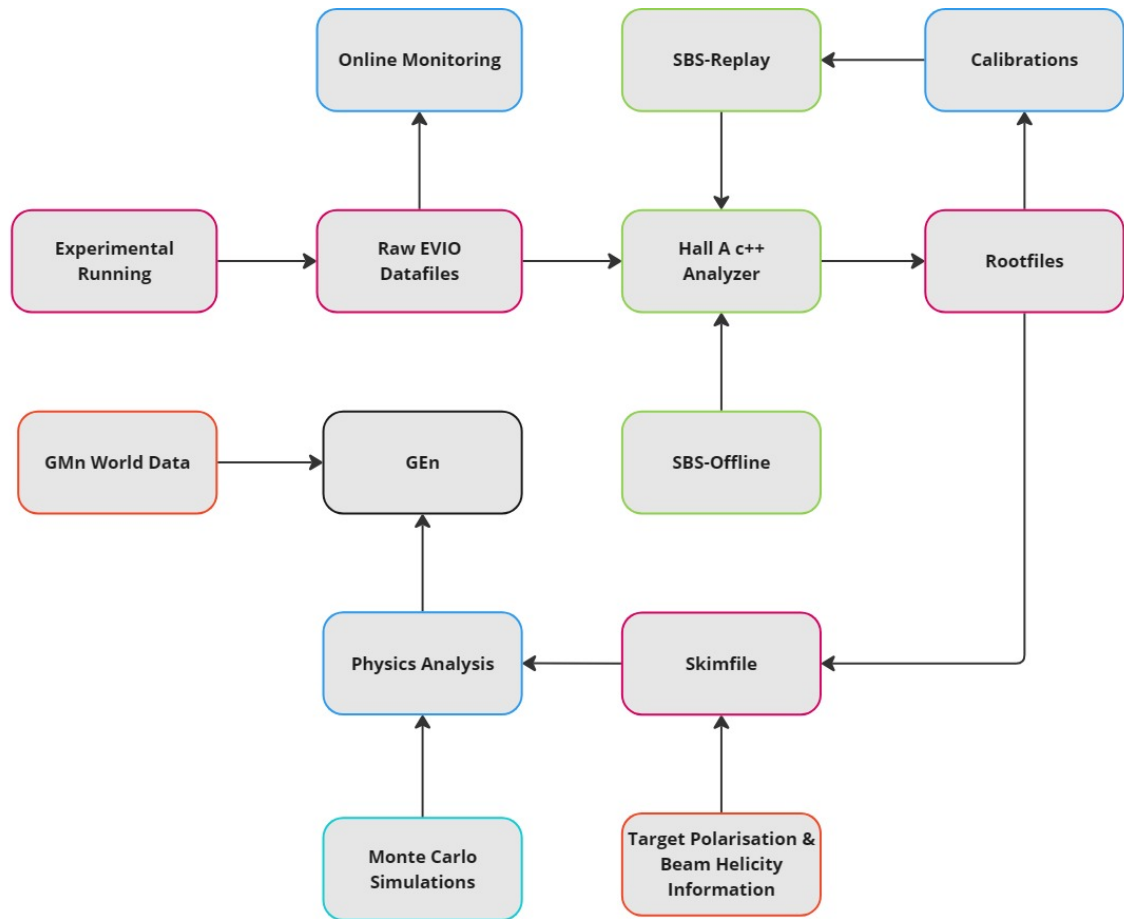 Online Monitoring
SBS-Replay
Calibrations
Experimental
Running
Raw EVIO
Datafiles
Hall A c++
Analyzer
Rootfiles
GMn World Data
GEn
SBS-Offline
Physics Analysis
Skimfile
Monte Carlo
Simulations
Target Polarisation &
Beam Helicity
Information